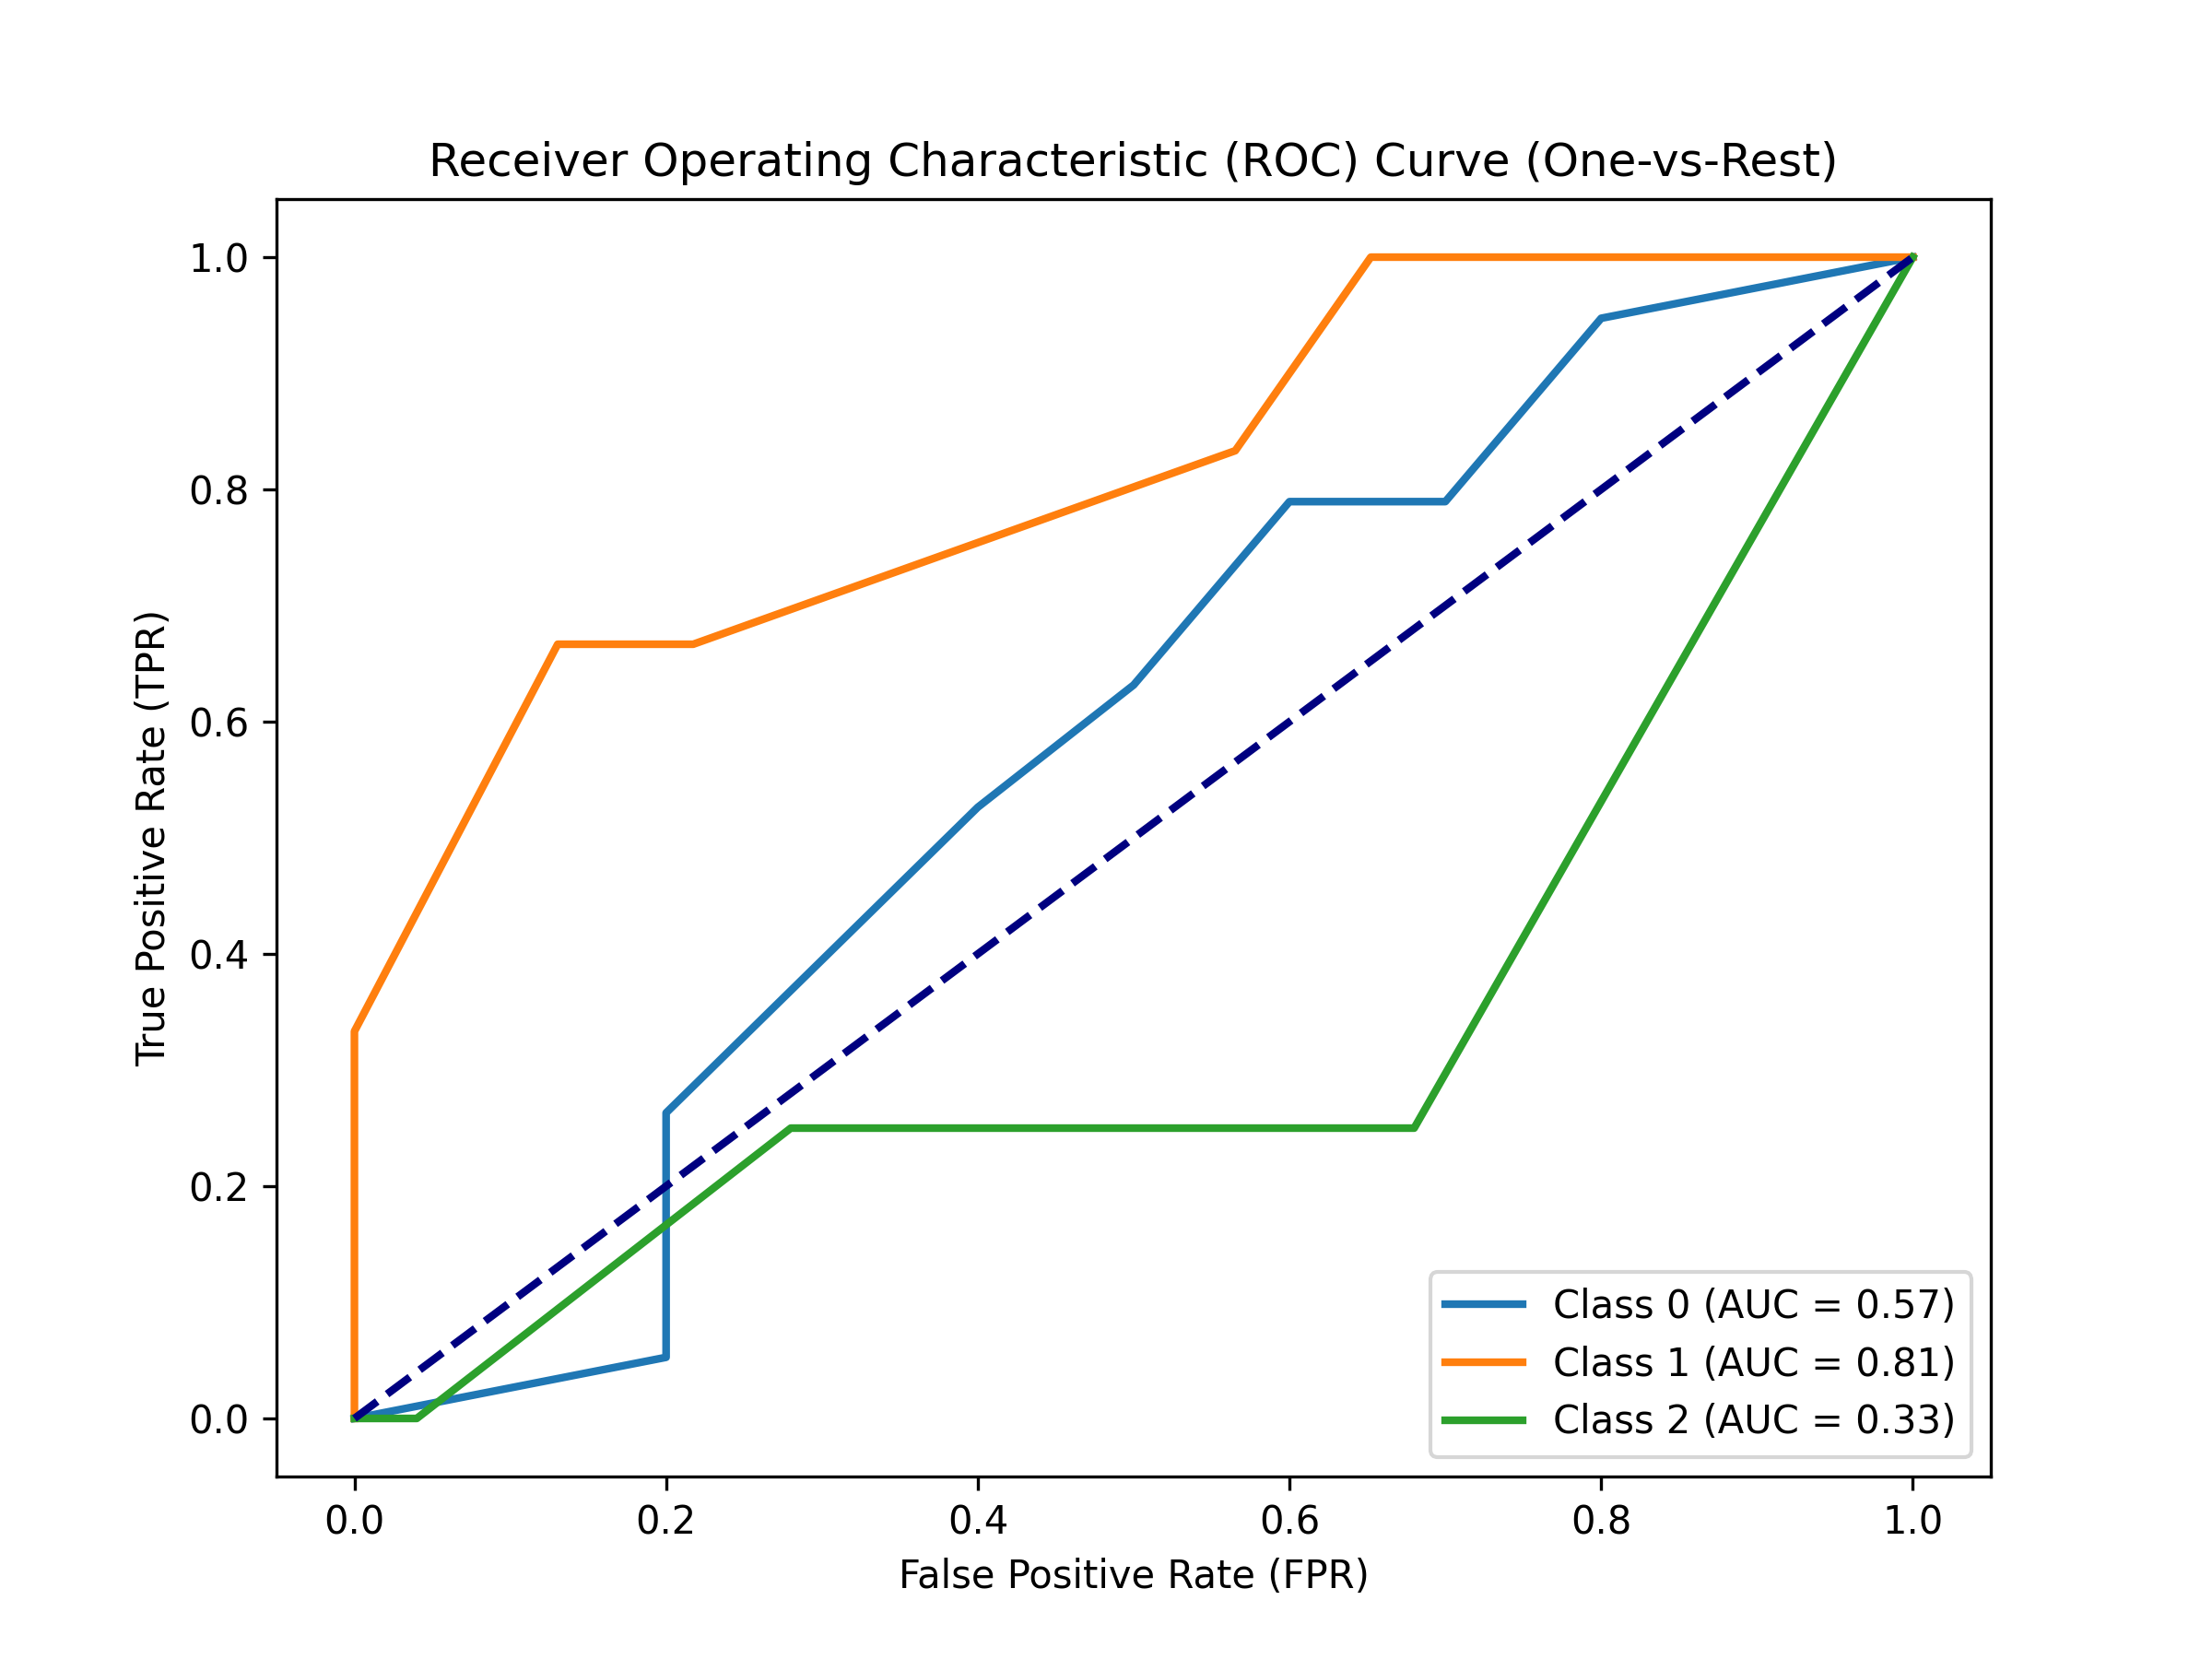 Receiver Operating Characteristic (ROC) Curve (One-vs-Rest)
True Positive Rate (TPR)
1.0
0.8
0.6
0.4
0.2
0.0
Class 0 (AUC = 0.57)
Class 1 (AUC = 0.81)
Class 2 (AUC = 0.33)
0.0 0.2 0.4 0.6 0.8 1.0
False Positive Rate (FPR)